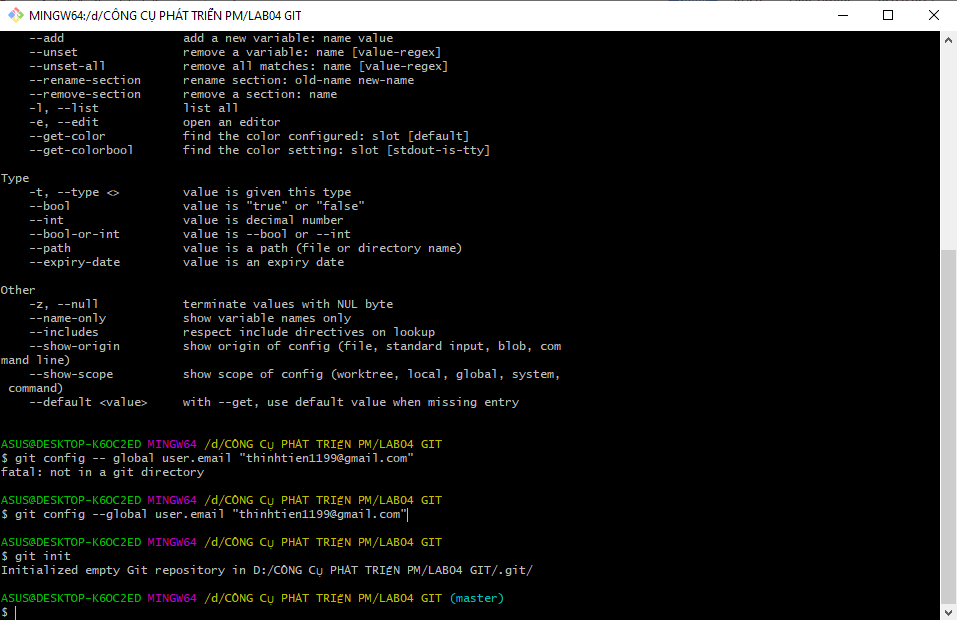 MINGW64:/d/CÔNG CỤ PHÁT TRIỂN PM/LAB04 GIT
--add add a new variable: name value
--unset remove a variable: name [value-regex]
--unset-all remove all matches: name [value-regex]
--rename-section rename section: old-name new-name
--remove-section remove a section: name
-l, --list list all
-e, --edit open an editor
--get-color find the color configured: slot [default]
--get-colorbool find the color setting: slot [stdout-is-tty]
Type
-t, --type <> value is given this type
--bool value is "true" or "false"
--int value is decimal number
--bool-or-int value is --bool or --int
--path value is a path (file or directory name)
--expiry-date value is an expiry date
Other
-z, --null terminate values with NUL byte
--name-only show variable names only
--includes respect include directives on lookup
--show-origin show origin of config (file, standard input, blob, com
mand line)
--show-scope show scope of config (worktree, local, global, system,
command)
--default <value> with --get, use default value when missing entry
ASUS@DESKTOP-K6OC2ED MINGW64 /d/CÔNG CỤ PHÁT TRIỂN PM/LAB04 GIT
$ git config -- global user.email "thinhtien1199@gmail.com"
fatal: not in a git directory
ASUS@DESKTOP-K6OC2ED MINGW64 /d/CÔNG CỤ PHÁT TRIỂN PM/LAB04 GIT
$ git config --global user.email "thinhtien1199@gmail.com"
ASUS@DESKTOP-K6OC2ED MINGW64 /d/CÔNG CỤ PHÁT TRIỂN PM/LAB04 GIT
$ git init
Initialized empty Git repository in D:/CÔNG CỤ PHÁT TRIỂN PM/LAB04 GIT/.git/
ASUS@DESKTOP-K6OC2ED MINGW64 /d/CÔNG CỤ PHÁT TRIỂN PM/LAB04 GIT (master)
$